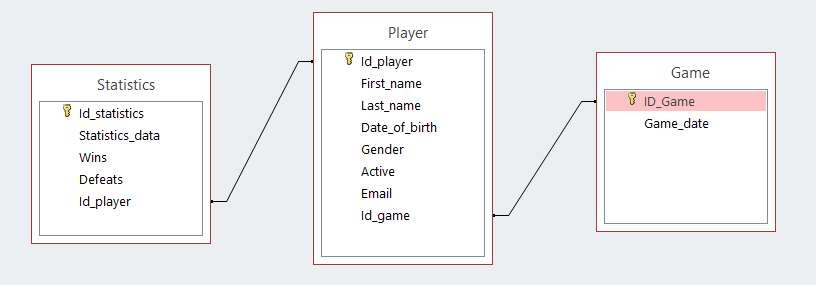 Statistics
Id_statistics
Statistics_data
Wins
Defeats
Id_player
Player
Id_player
First_name
Last_name
Date_of_birth
Gender
Active
Email
Id_game
Game
ID_Game
Game_date